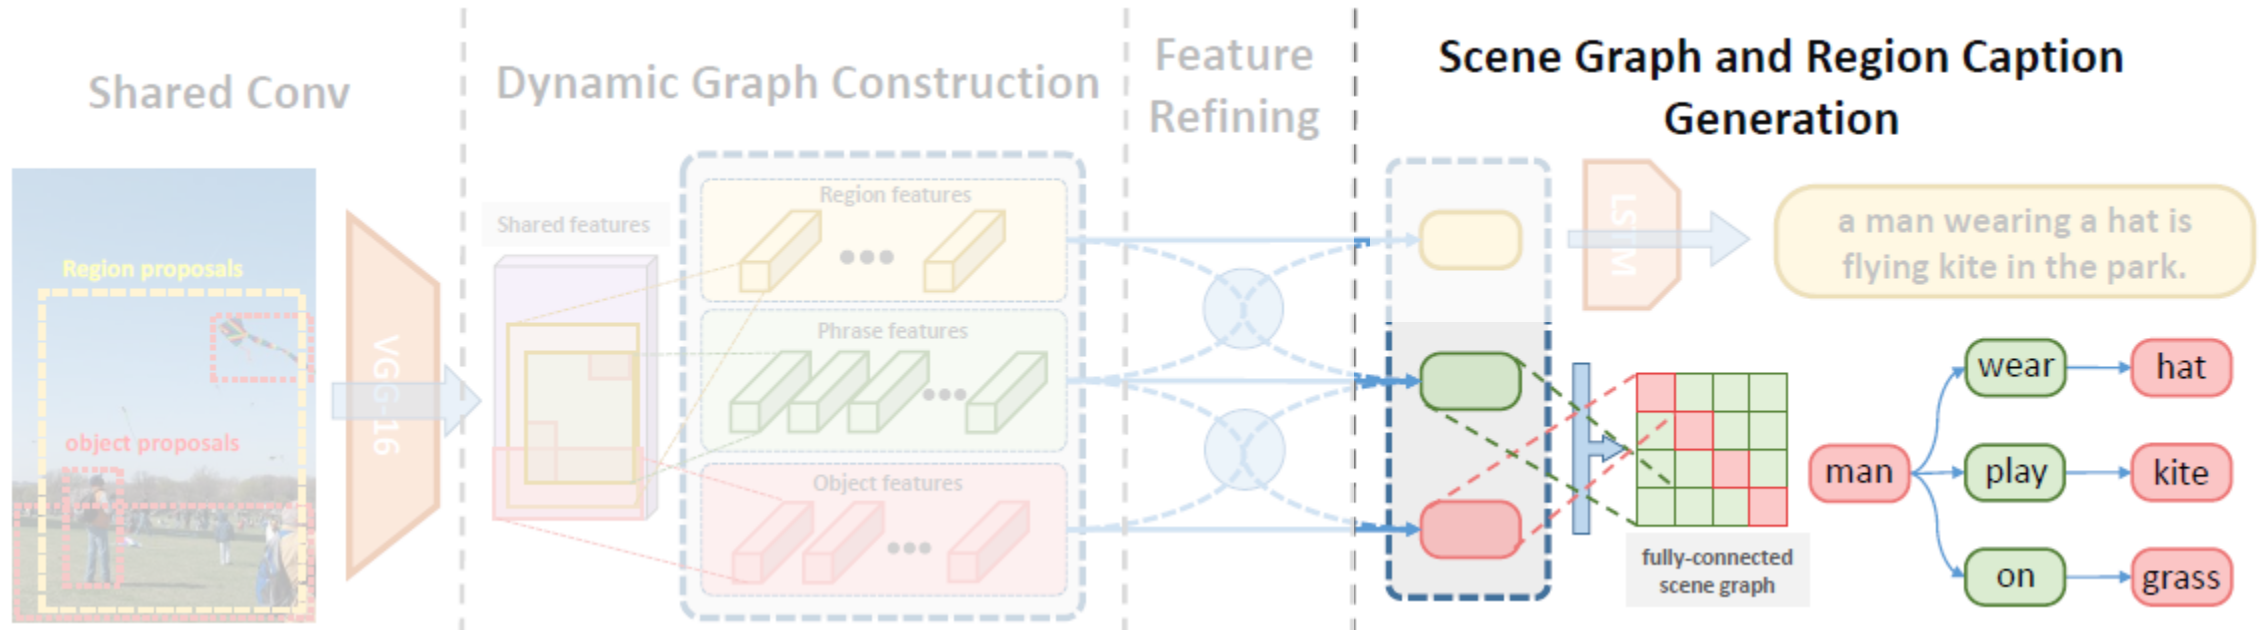 Shared Conv
Dynamic Graph Construction
Feature
Refining
Scene Graph and Region Caption
Generation
Region proposals
object proposals
VGG-16
Shared features
Region features
Phrase features
Object features
LSTM
a man wearing a hat is
flying kite in the park.
fully-connected
scene graph
man
wear
hat
play
kite
on
grass